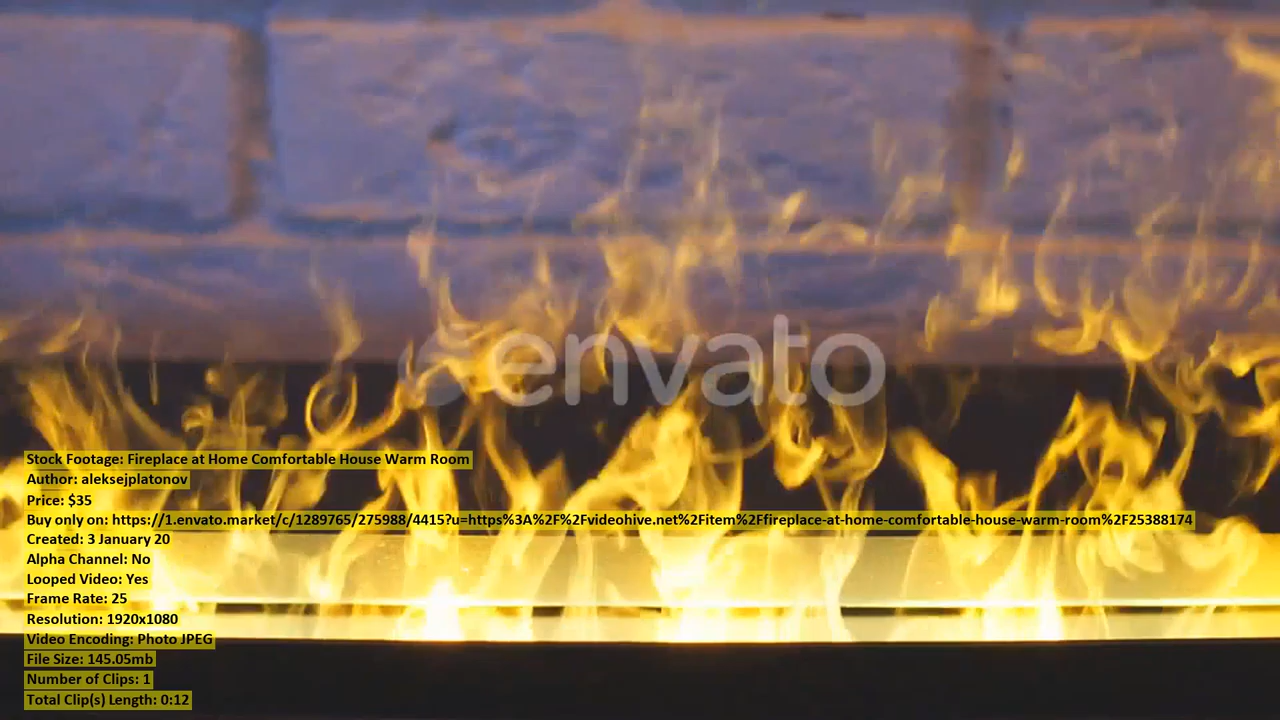 envato
Stock Footage: Fireplace at Home Comfortable House Warm Room
Author: aleksejplatonov
Price: $35
Buy only on: https://1.envato.market/c/1289765/275988/4415?u=https%3A%2F%2Fvideohive.net%2Fitem%2Ffireplace-at-home-comfortable-house-warm-room%2F25388174
Created: 3 January 20
Alpha Channel: No
Looped Video: Yes
Frame Rate: 25
Resolution: 1920x1080
Video Encoding: Photo JPEG
File Size: 145.05mb
Number of Clips: 1
Total Clip(s) Length: 0:12